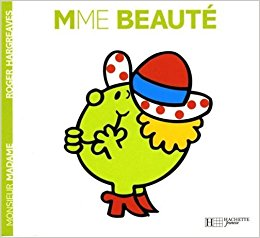 MME BEAUTÉ
MONSIEUR MADAME ROGER HARGREAVES
H HACHETTE
Jeunesse